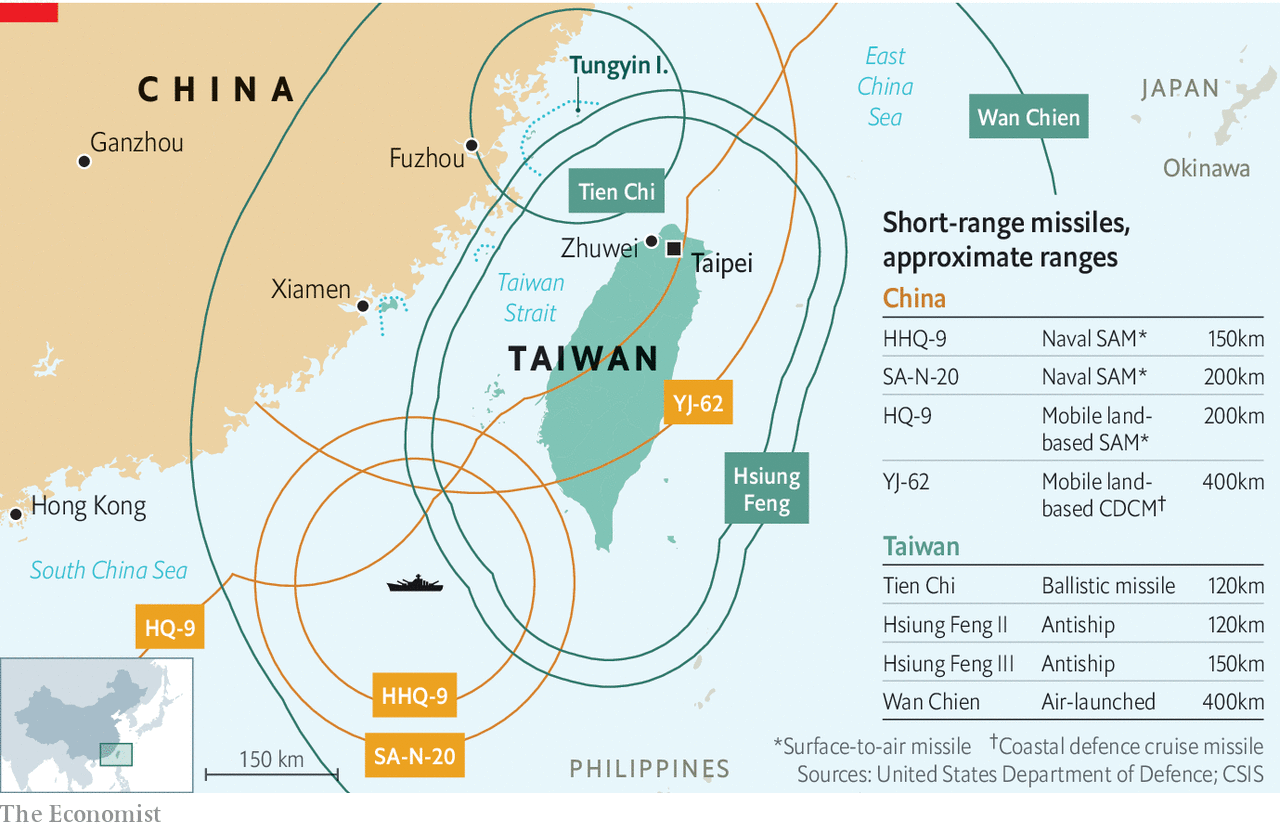 CHINA
Ganzhou
Fuzhou
Tungyin I.
East
China
Sea
Wan Chien
JAPAN
Okinawa
Tien Chi
Zhuwei
Taipei
Xiamen
Taiwan
Strait
TAIWAN
YJ-62
Hsiung
Feng
Hong Kong
South China Sea
HQ-9
HHQ-9
SA-N-20
150 km
PHILIPPINES
Short-range missiles,
approximate ranges
China
HHQ-9 Naval SAM* 150km
SA-N-20 Naval SAM* 200km
HQ-9 Mobile land- 200km
based SAM*
YJ-62 Mobile land- 400km
based CDCM†
Taiwan
Tien Chi Ballistic missile 120km
Hsiung Feng II Antiship 120km
Hsiung Feng III Antiship 150km
Wan Chien Air-launched 400km
*Surface-to-air missile †Coastal defence cruise missile
Sources: United States Department of Defence; CSIS
The Economist